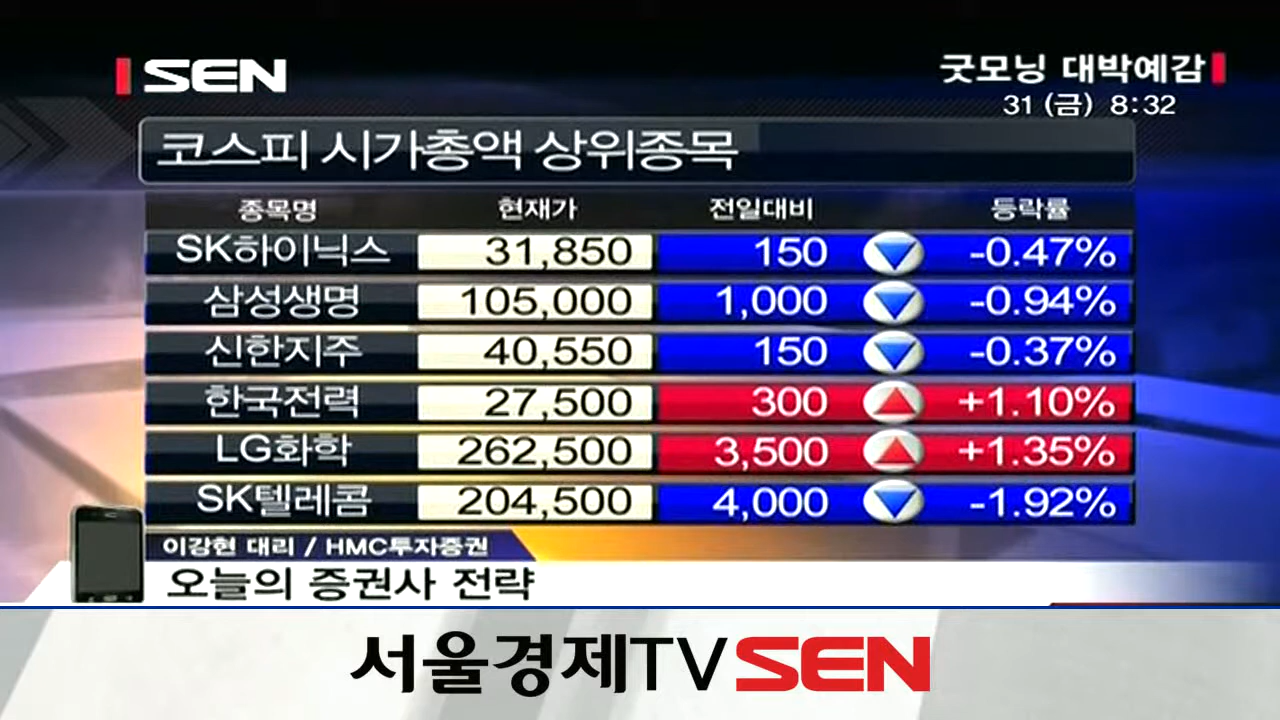 SEN
굿모닝 대박예감
31 (금) 8:32
코스피 시가총액 상위종목
종목명 현재가 전일대비 등락률
SK하이닉스 31,850 150 ▼ -0.47%
삼성생명 105,000 1,000 ▼ -0.94%
신한지주 40,550 150 ▼ -0.37%
한국전력 27,500 300 ▲ +1.10%
LG화학 262,500 3,500 ▲ +1.35%
SK텔레콤 204,500 4,000 ▼ -1.92%
이강현 대리 / HMC투자증권
오늘의 증권사 전략
서울경제TV SEN